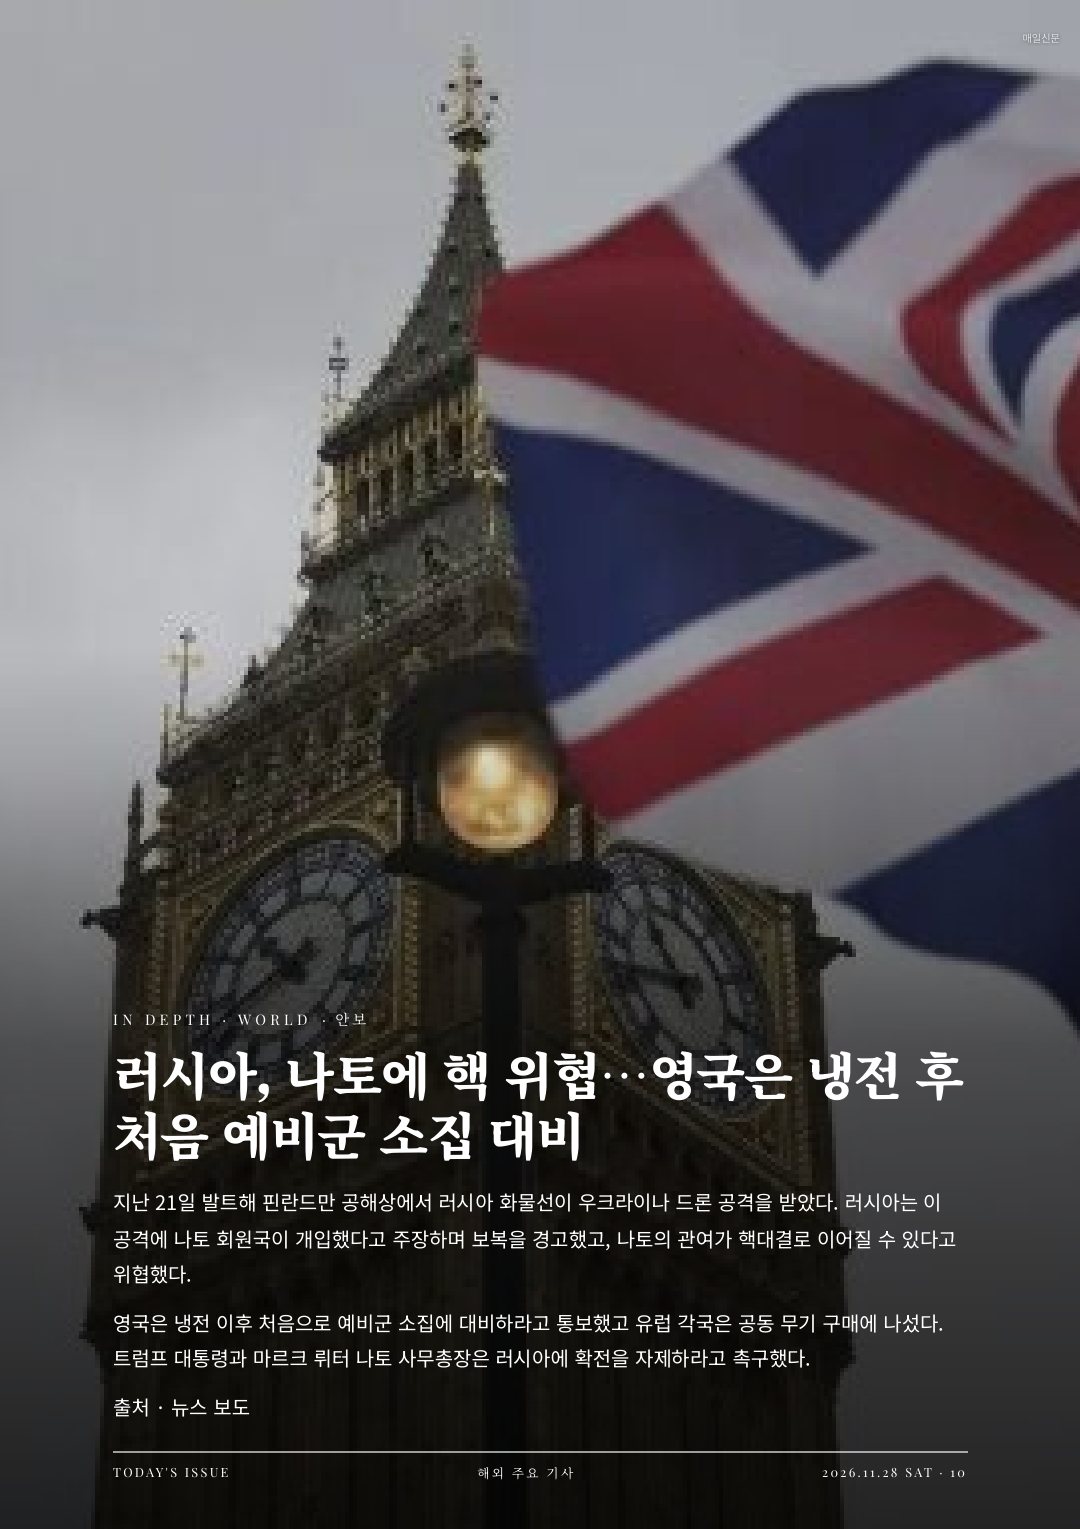 매일신문
IN DEPTH · WORLD · 안보
러시아, 나토에 핵 위협…영국은 냉전 후
처음 예비군 소집 대비
지난 21일 발트해 핀란드만 공해상에서 러시아 화물선이 우크라이나 드론 공격을 받았다. 러시아는 이
공격에 나토 회원국이 개입했다고 주장하며 보복을 경고했고, 나토의 관여가 핵대결로 이어질 수 있다고
위협했다.
영국은 냉전 이후 처음으로 예비군 소집에 대비하라고 통보했고 유럽 각국은 공동 무기 구매에 나섰다.
트럼프 대통령과 마르크 뤼터 나토 사무총장은 러시아에 확전을 자제하라고 촉구했다.
출처 · 뉴스 보도
TODAY'S ISSUE
해외 주요 기사
2026.11.28 SAT · 10